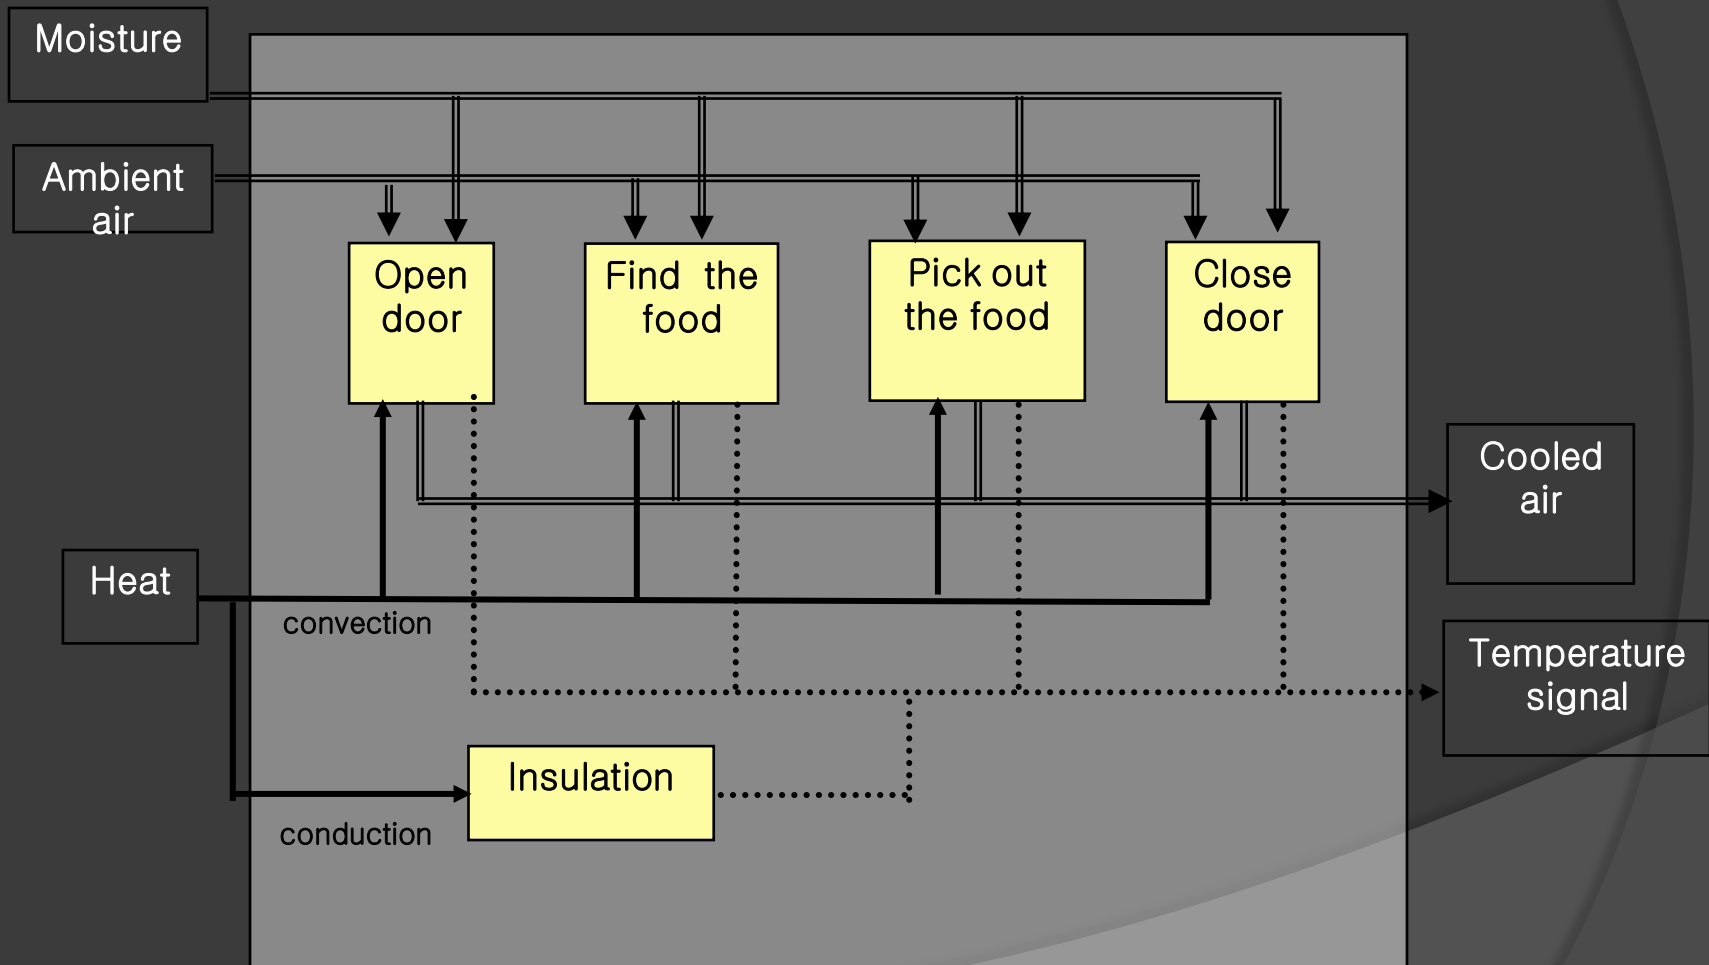 Moisture
Ambient
air
Open
door
Find the
food
Pick out
the food
Close
door
Cooled
air
Heat
convection
Temperature
signal
Insulation
conduction